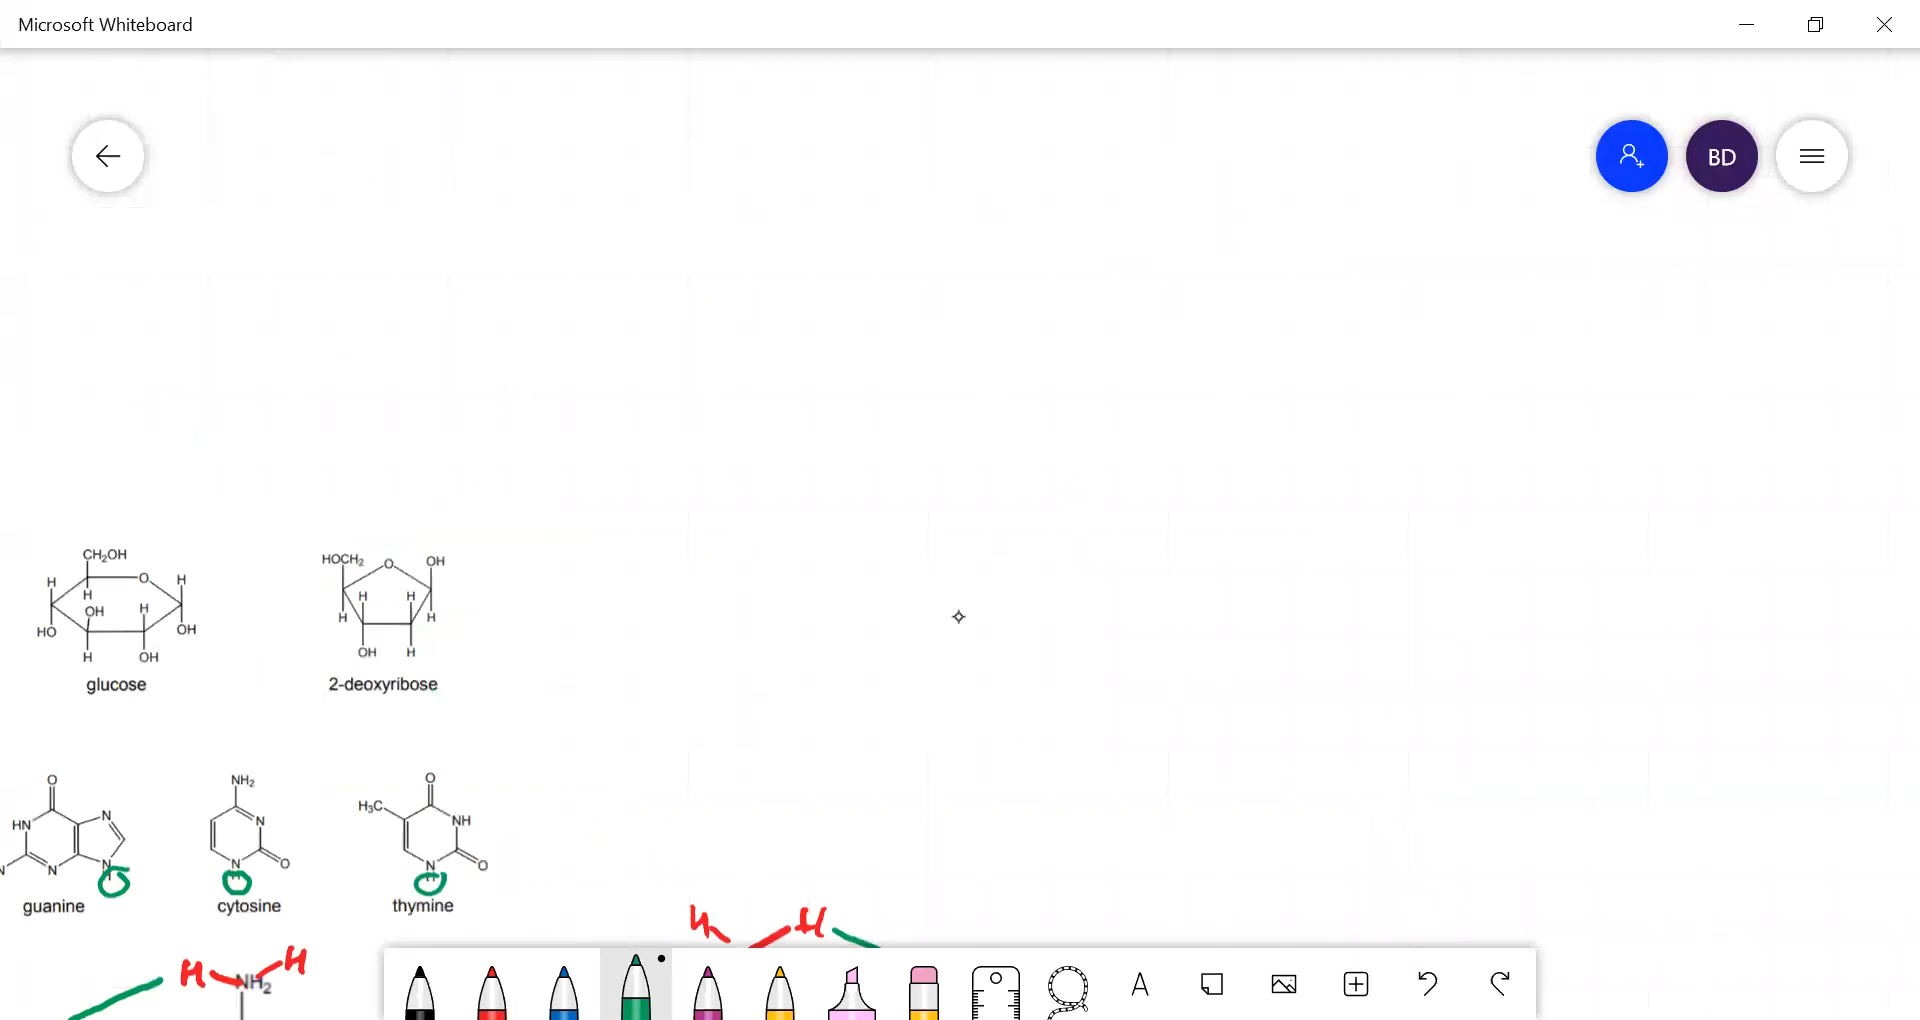 Microsoft Whiteboard
BD
CH₂OH
O
H
H
H
OH
H
HO
OH
H
OH
glucose
HOCH₂
O
OH
H
H
H
H
OH
H
2-deoxyribose
O
HN
N
N
N
N
guanine
NH₂
N
N
H
O
cytosine
O
H₃C
NH
N
H
O
thymine
H
H
H
NH₂
H
A